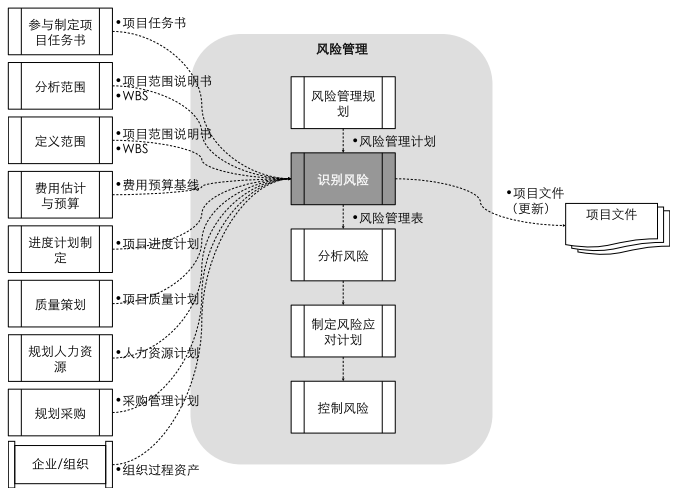 参与制定项
目任务书
•项目任务书
分析范围
•项目范围说明书
•WBS
定义范围
•项目范围说明书
•WBS
费用估计
与预算
•费用预算基线
进度计划制
定
•项目进度计划
质量策划
•项目质量计划
规划人力资
源
•人力资源计划
规划采购
•采购管理计划
企业/组织
•组织过程资产
风险管理
风险管理规
划
•风险管理计划
识别风险
•风险管理表
分析风险
制定风险应
对计划
控制风险
•项目文件
（更新）
项目文件